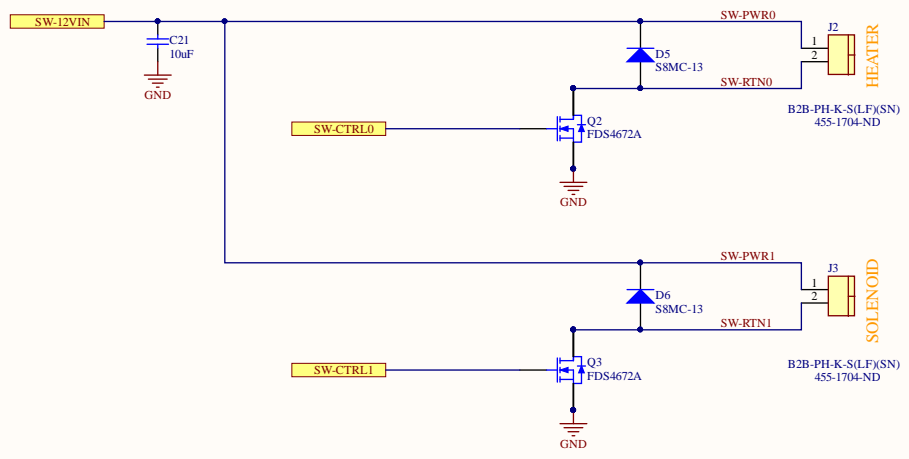 SW-12VIN
C21
10uF
GND
SW-PWR0
D5
S8MC-13
SW-RTN0
J2
1
2
HEATER
B2B-PH-K-S(LF)(SN)
455-1704-ND
SW-CTRL0
Q2
FDS4672A
GND
SW-PWR1
D6
S8MC-13
SW-RTN1
J3
1
2
SOLENOID
B2B-PH-K-S(LF)(SN)
455-1704-ND
SW-CTRL1
Q3
FDS4672A
GND